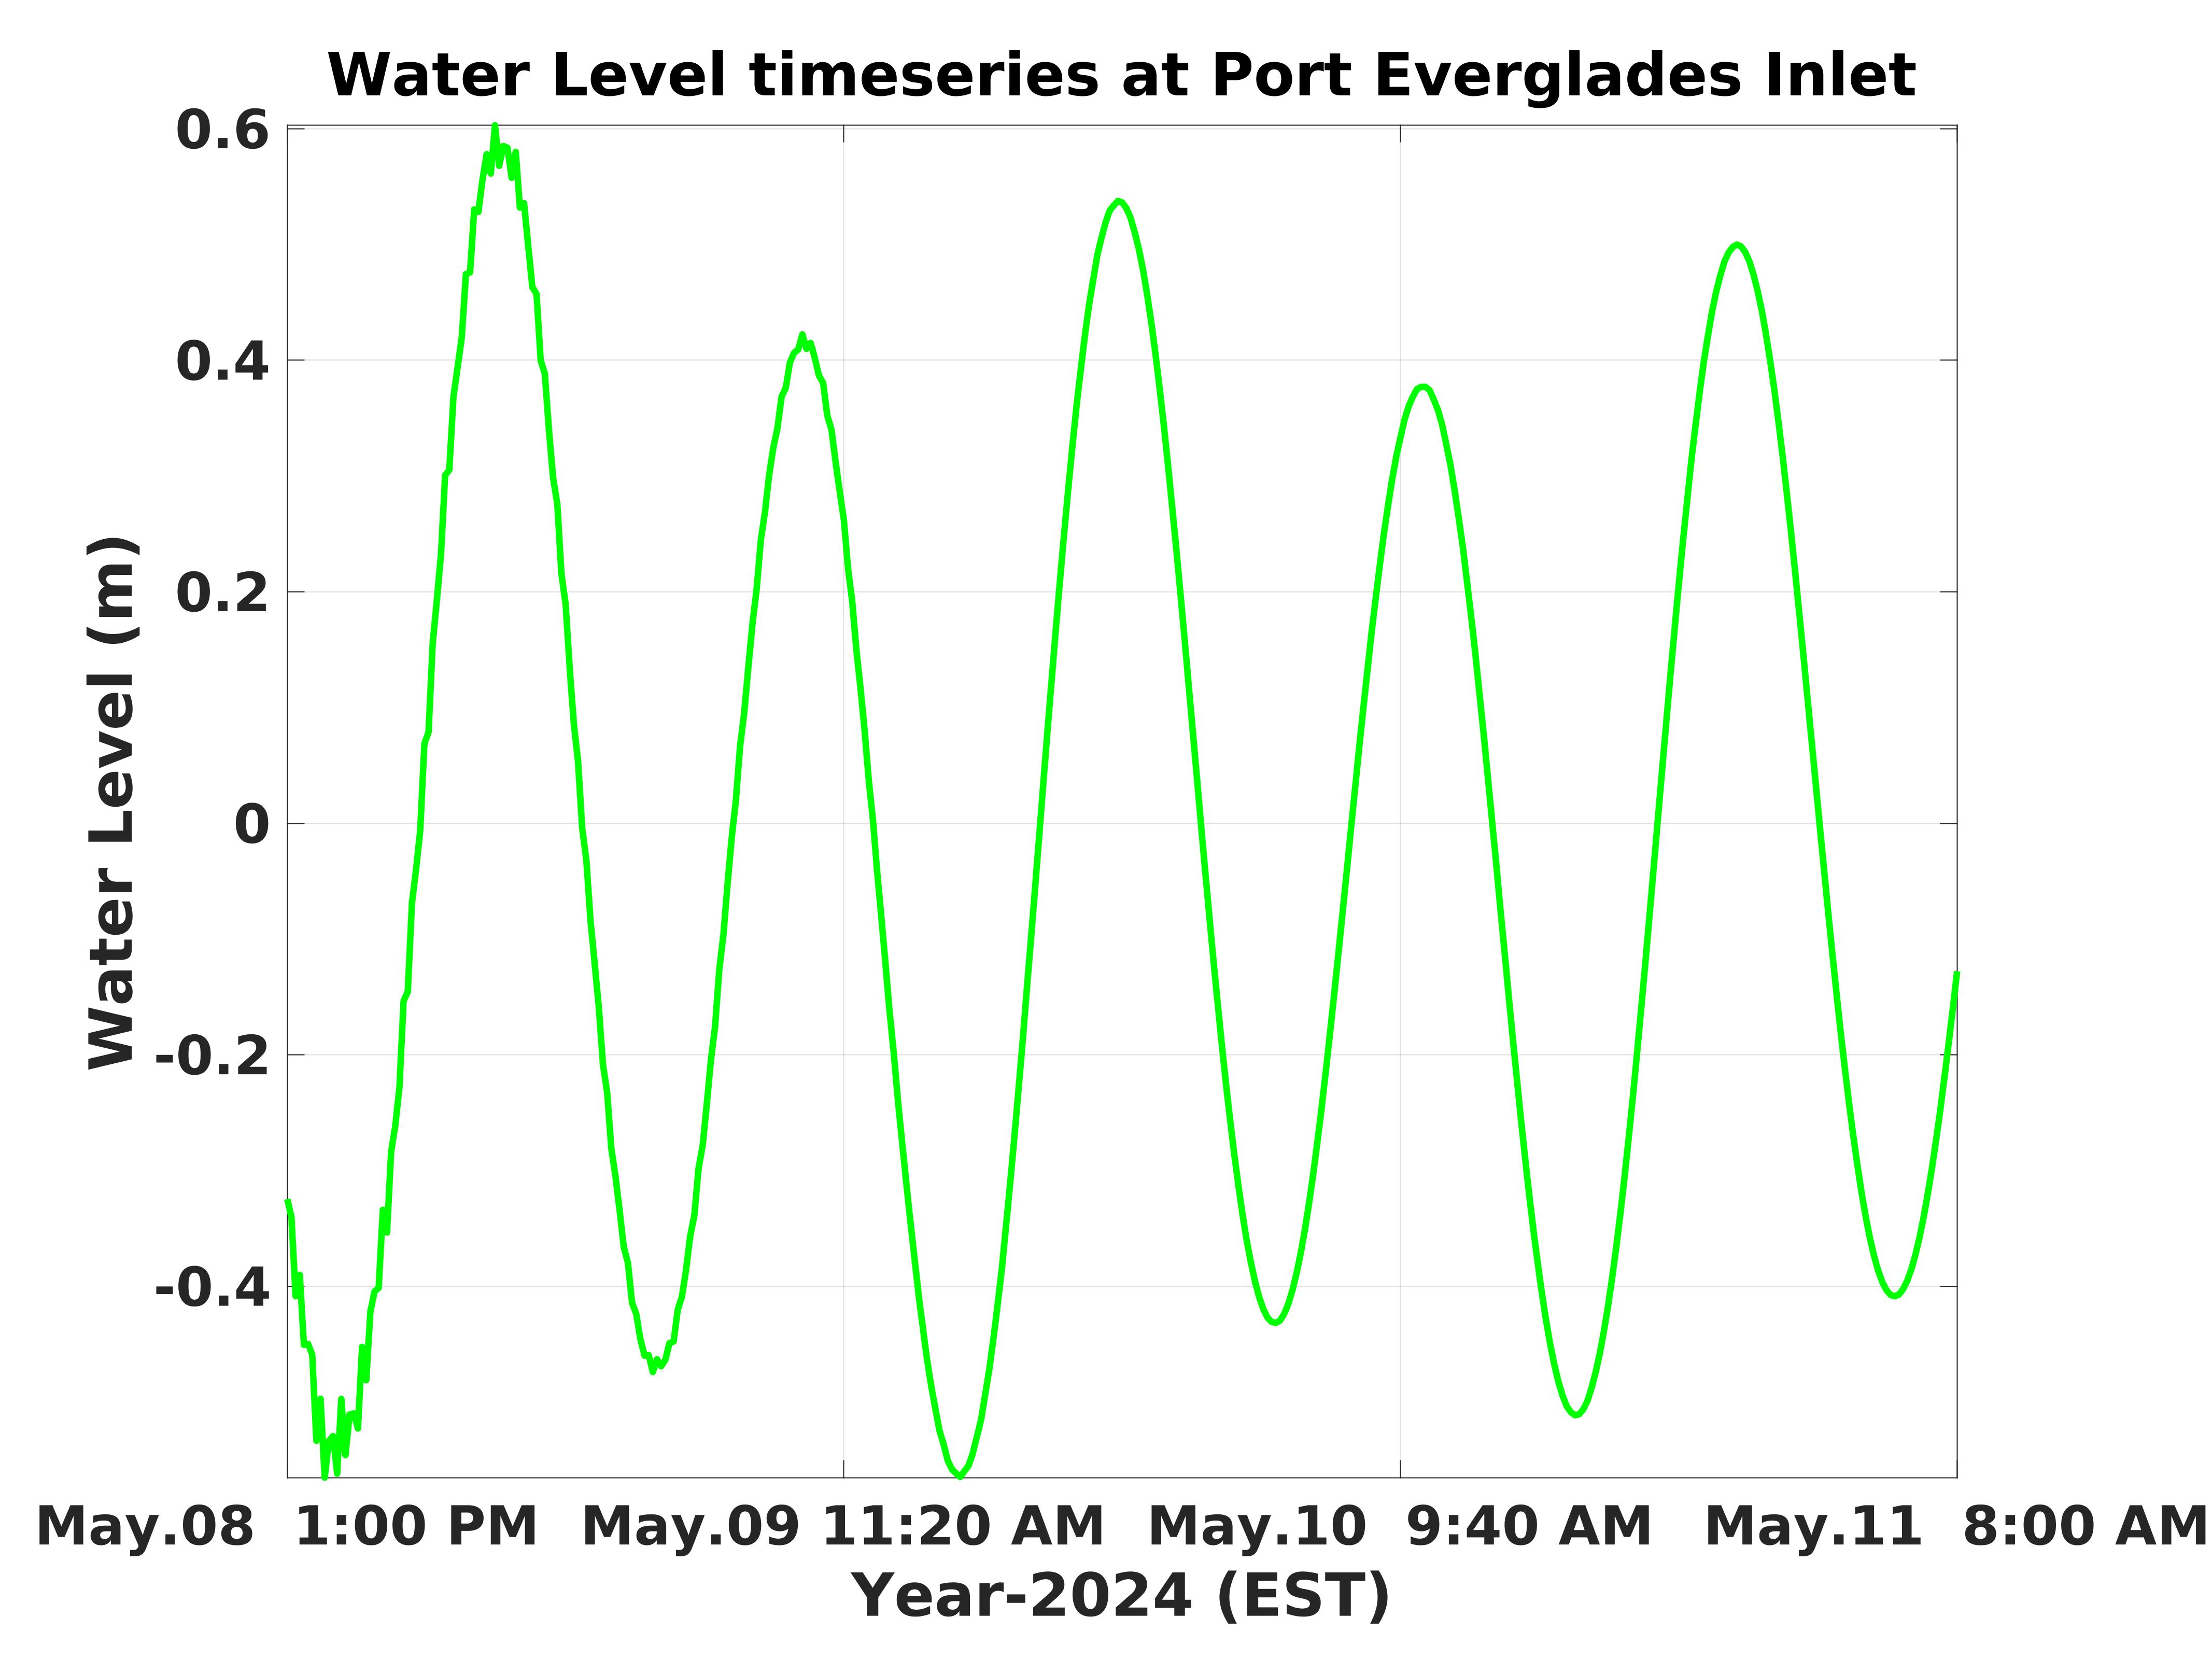 Water Level timeseries at Port Everglades Inlet
0.6
0.4
0.2
0
-0.2
-0.4
Water Level (m)
May.08 1:00 PM May.09 11:20 AM May.10 9:40 AM May.11 8:00 AM
Year-2024 (EST)